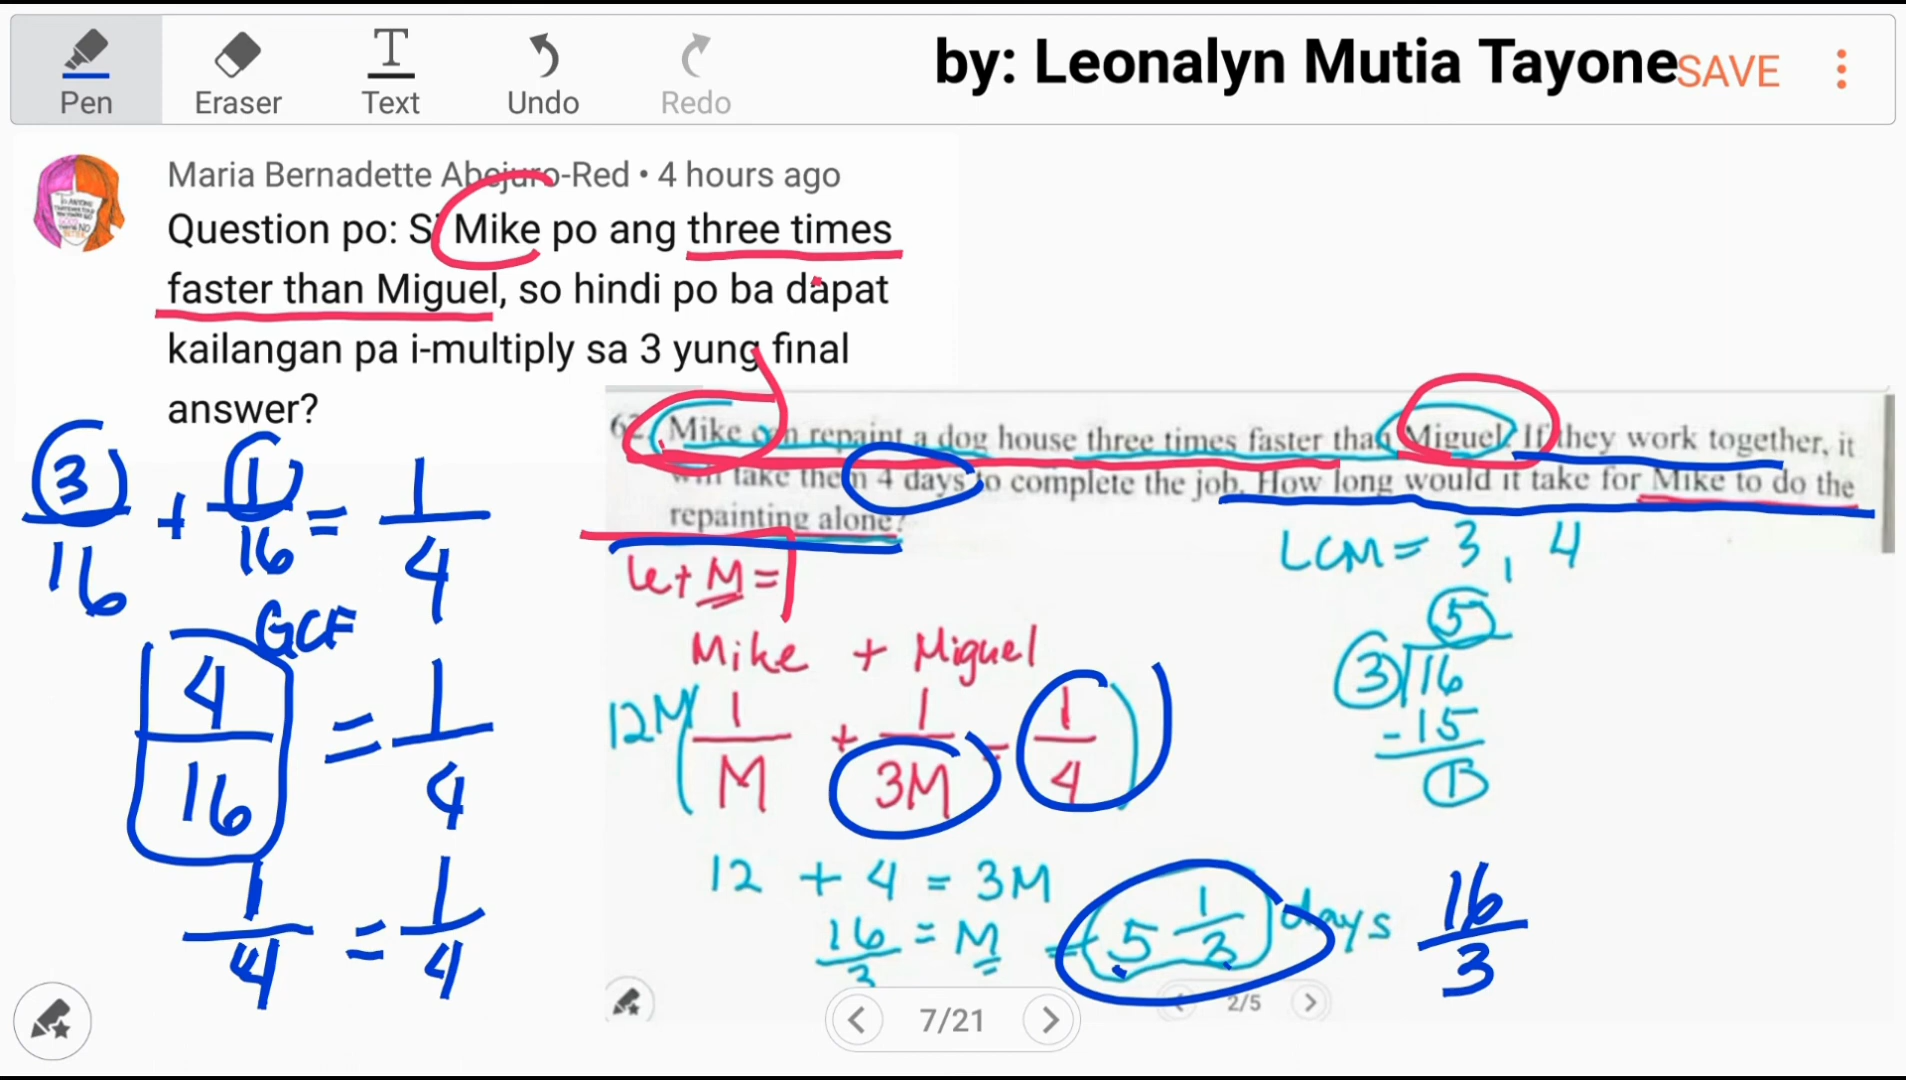 by: Leonalyn Mutia Tayone
SAVE
Pen
Eraser
Text
Undo
Redo
Maria Bernadette Abejuro-Red • 4 hours ago
Question po: Si Mike po ang three times
faster than Miguel, so hindi po ba dapat
kailangan pa i-multiply sa 3 yung final
answer?
62. Mike can repaint a dog house three times faster than Miguel. If they work together, it
will take them 4 days to complete the job. How long would it take for Mike to do the
repainting alone?
3/16 + 1/16 = 1/4
GCF
4/16 = 1/4
1/4 = 1/4
let M =
Mike + Miguel
12M ( 1/M + 1/3M = 1/4 )
12 + 4 = 3M
16/3 = M = 5 1/3 days
LCM = 3, 4
5
3 16
- 15
1
16/3
7/21
2/5